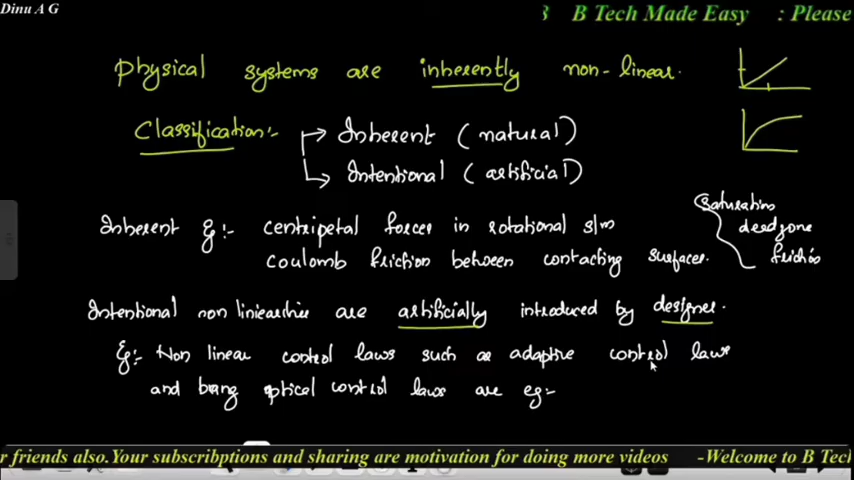 Dinu A G
B Tech Made Easy : Please
Physical systems are inherently non-linear.
Classification:-
Inherent (natural)
Intentional (artificial)
Inherent Eg:- centripetal forces in rotational s/m
coulomb friction between contacting surfaces.
saturation
deadzone
friction
Intentional non linearities are artificially introduced by designer.
Eg:- Non linear control laws such as adaptive control laws
and bang optical control laws are eg:-
r friends also.Your subscribptions and sharing are motivation for doing more videos -Welcome to B Tech